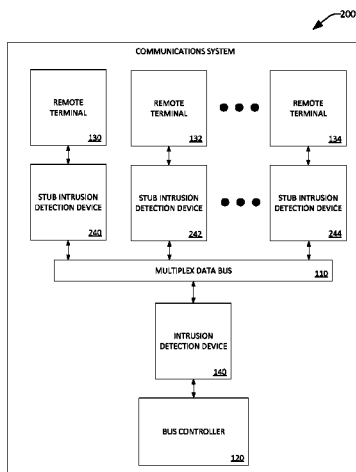 200
COMMUNICATIONS SYSTEM
REMOTE
TERMINAL
130
REMOTE
TERMINAL
132
REMOTE
TERMINAL
134
STUB INTRUSION
DETECTION DEVICE
240
STUB INTRUSION
DETECTION DEVICE
242
STUB INTRUSION
DETECTION DEVICE
244
MULTIPLEX DATA BUS
110
INTRUSION
DETECTION DEVICE
140
BUS CONTROLLER
120